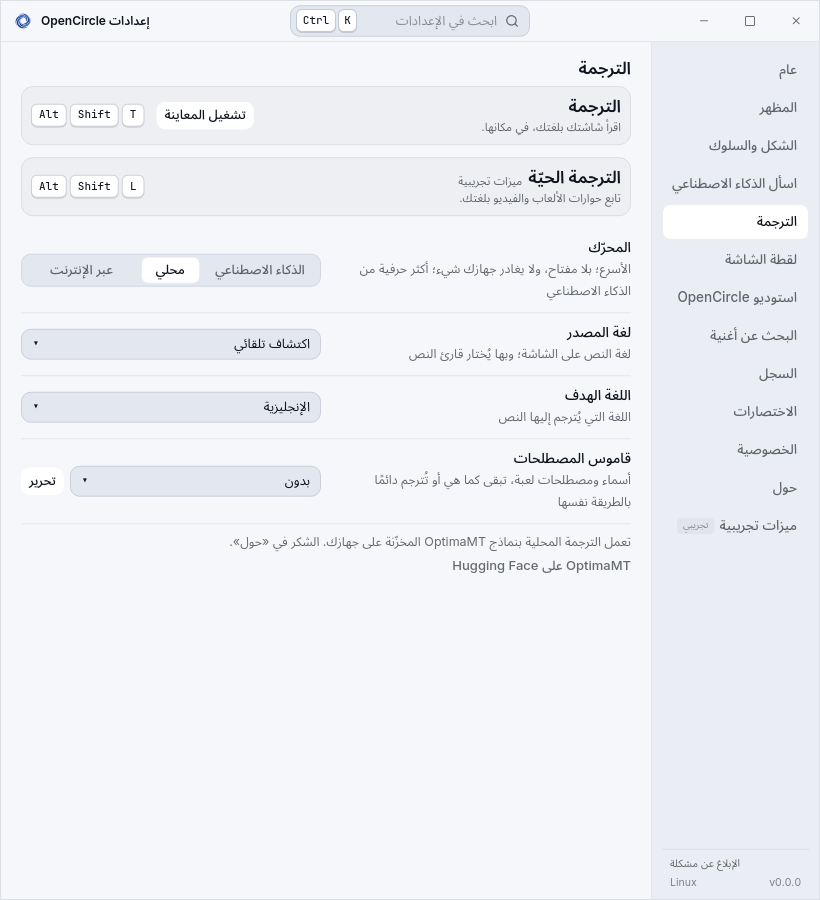 إعدادات OpenCircle
ابحث في الإعدادات
Ctrl K
عام
المظهر
الشكل والسلوك
اسأل الذكاء الاصطناعي
الترجمة
لقطة الشاشة
استوديو OpenCircle
البحث عن أغنية
السجل
الاختصارات
الخصوصية
حول
ميزات تجريبية تجريبي
الإبلاغ عن مشكلة
Linux v0.0.0
الترجمة
الترجمة
اقرأ شاشتك بلغتك، في مكانها.
تشغيل المعاينة
Alt Shift T
الترجمة الحيّة ميزات تجريبية
تابع حوارات الألعاب والفيديو بلغتك.
Alt Shift L
المحرّك
الأسرع؛ بلا مفتاح، ولا يغادر جهازك شيء؛ أكثر حرفية من
الذكاء الاصطناعي
الذكاء الاصطناعي محلي عبر الإنترنت
لغة المصدر
لغة النص على الشاشة؛ وبها يُختار قارئ النص
اكتشاف تلقائي
اللغة الهدف
اللغة التي يُترجم إليها النص
الإنجليزية
قاموس المصطلحات
أسماء ومصطلحات لعبة، تبقى كما هي أو تُترجم دائمًا
بالطريقة نفسها
بدون
تحرير
تعمل الترجمة المحلية بنماذج OptimaMT المخزّنة على جهازك. الشكر في «حول».
OptimaMT على Hugging Face